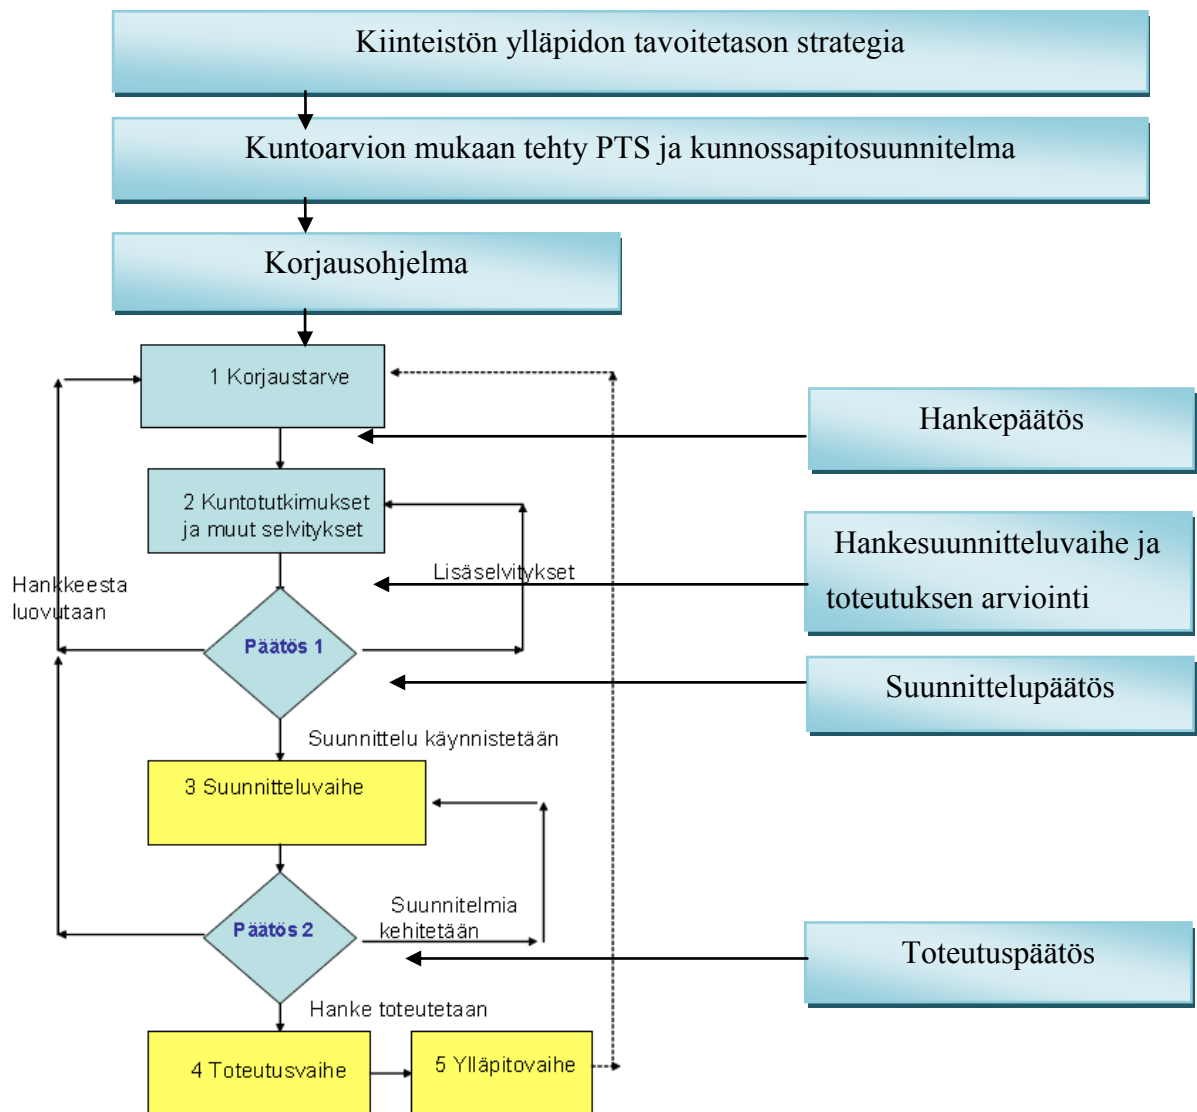 Kiinteistön ylläpidon tavoitetason strategia
Kuntoarvion mukaan tehty PTS ja kunnossapitosuunnitelma
Korjausohjelma
1 Korjaustarve
Hankepäätös
2 Kuntotutkimukset
ja muut selvitykset
Hankesuunnitteluvaihe ja
toteutuksen arviointi
Lisäselvitykset
Hankkeesta
luovutaan
Päätös 1
Suunnittelupäätös
Suunnittelu käynnistetään
3 Suunnitteluvaihe
Suunnitelmia
kehitetään
Päätös 2
Toteutuspäätös
Hanke toteutetaan
4 Toteutusvaihe
5 Ylläpitovaihe